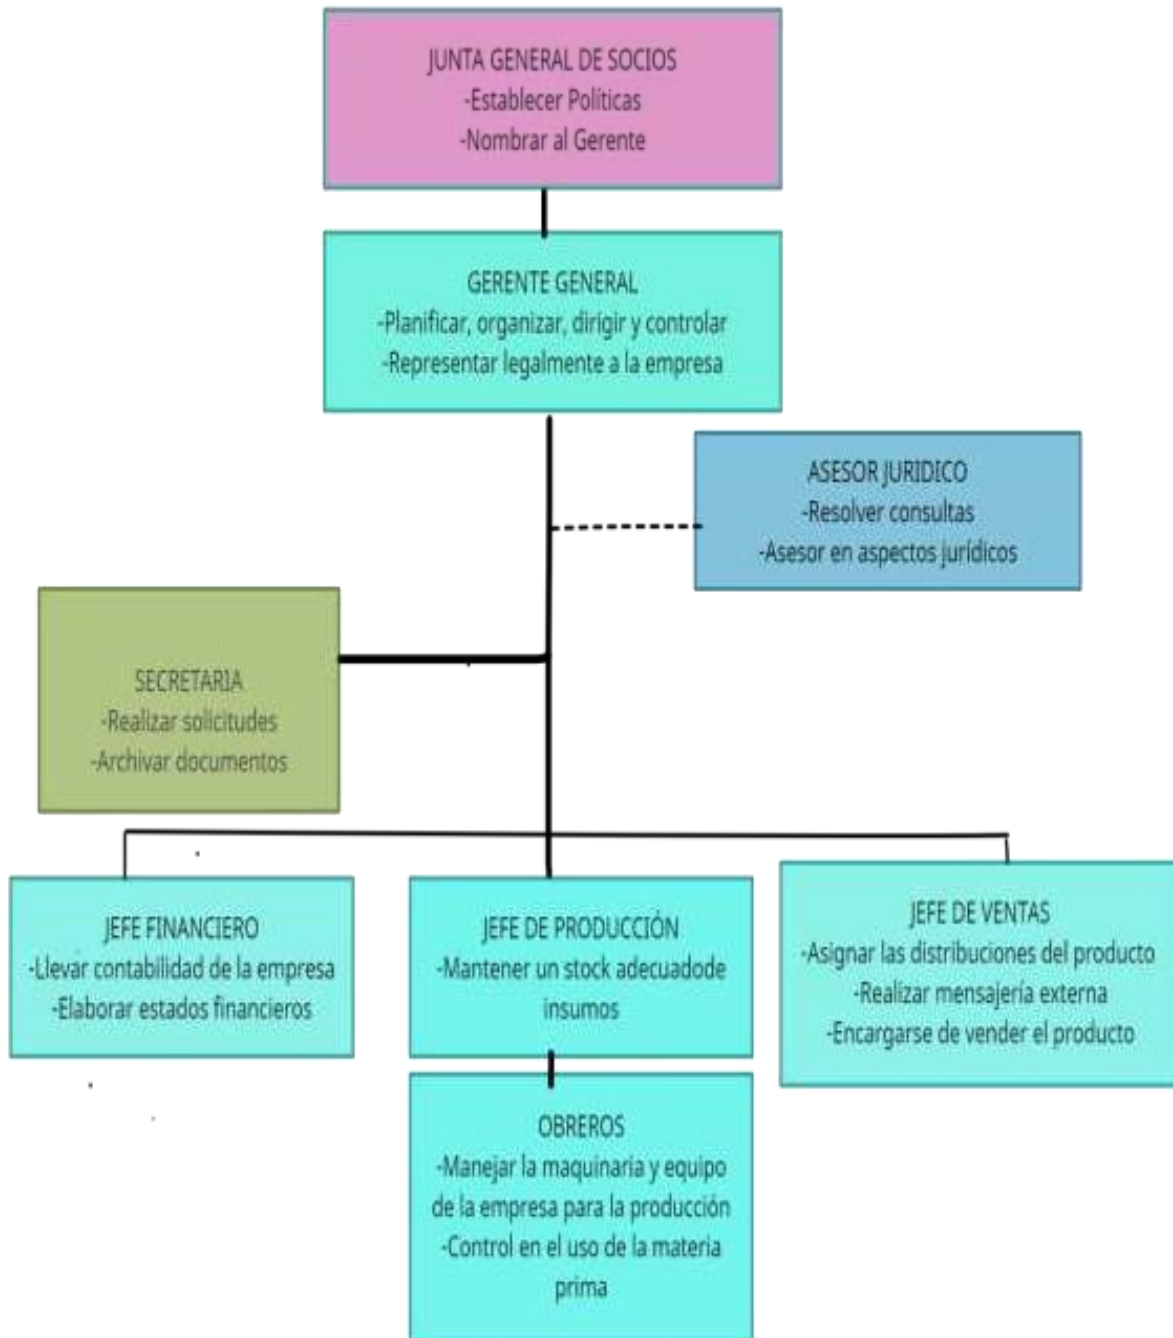 JUNTA GENERAL DE SOCIOS
-Establecer Políticas
-Nombrar al Gerente
GERENTE GENERAL
-Planificar, organizar, dirigir y controlar
-Representar legalmente a la empresa
ASESOR JURIDICO
-Resolver consultas
-Asesor en aspectos jurídicos
SECRETARIA
-Realizar solicitudes
-Archivar documentos
JEFE FINANCIERO
-Llevar contabilidad de la empresa
-Elaborar estados financieros
JEFE DE PRODUCCIÓN
-Mantener un stock adecuadode
insumos
JEFE DE VENTAS
-Asignar las distribuciones del producto
-Realizar mensajería externa
-Encargarse de vender el producto
OBREROS
-Manejar la maquinaria y equipo
de la empresa para la producción
-Control en el uso de la materia
prima